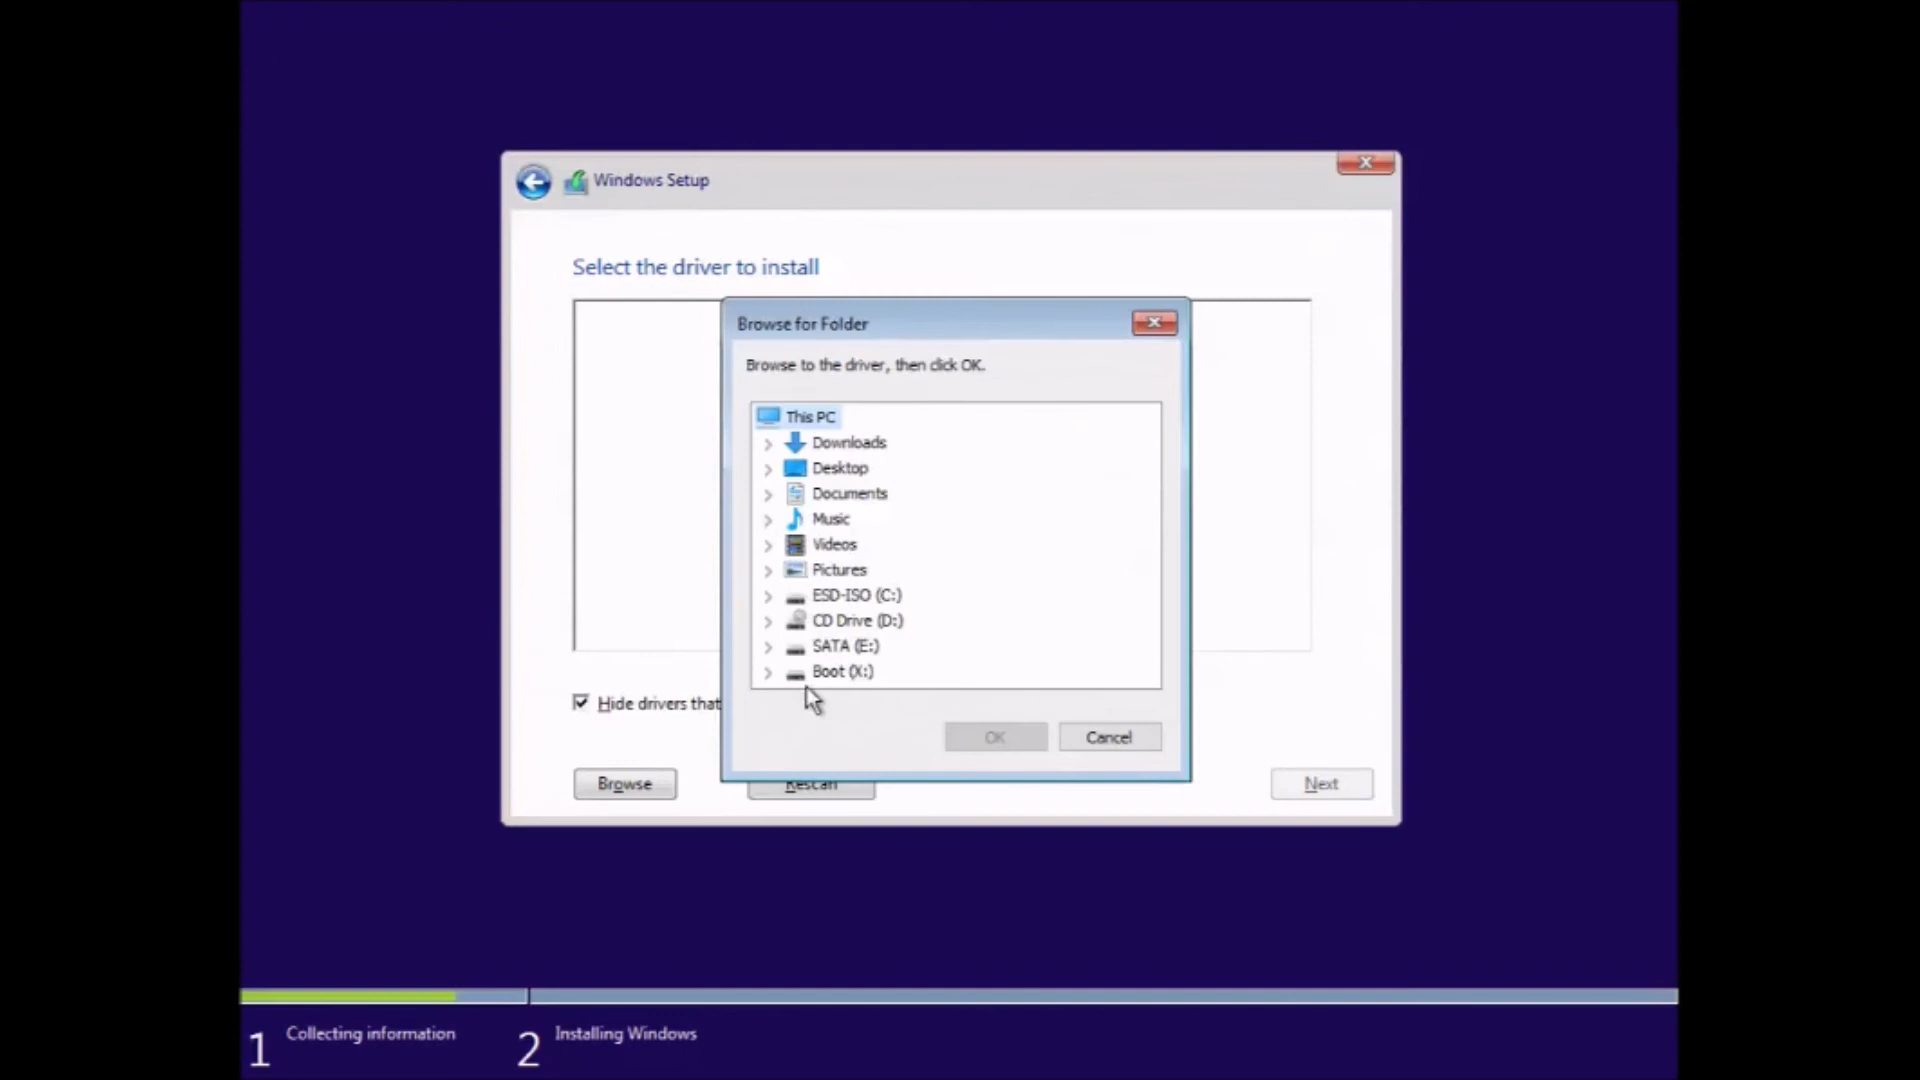 Windows Setup
Select the driver to install
Browse for Folder
Browse to the driver, then click OK.
This PC
Downloads
Desktop
Documents
Music
Videos
Pictures
ESD-ISO (C:)
CD Drive (D:)
SATA (E:)
Boot (X:)
OK
Cancel
Hide drivers that
Browse
Rescan
Next
1 Collecting information
2 Installing Windows